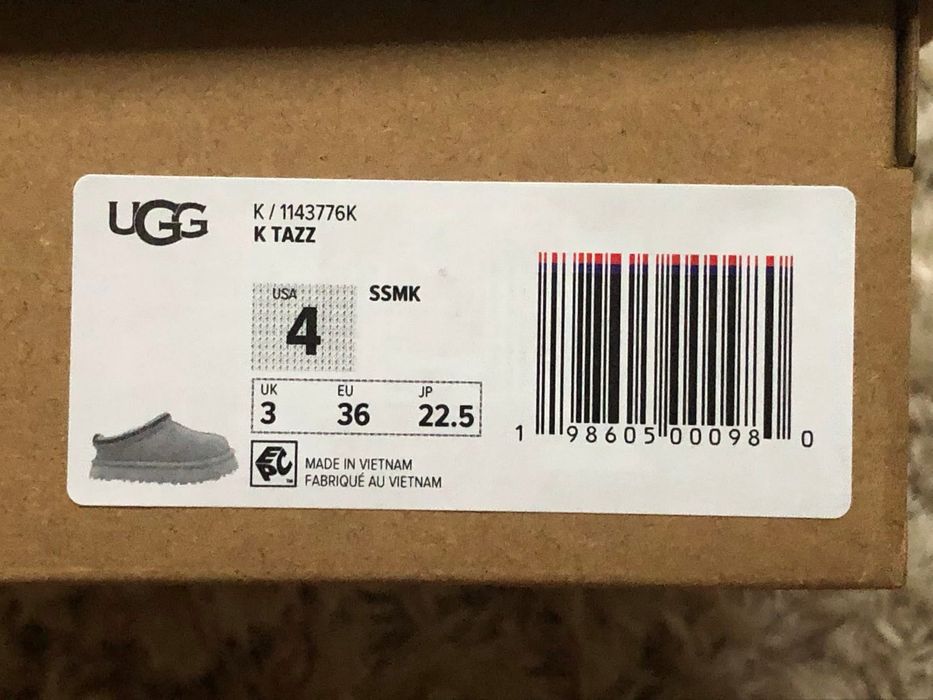 UGG
K / 1143776K
K TAZZ
USA
4
SSMK
UK EU JP
3 36 22.5
EPC
MADE IN VIETNAM
FABRIQUÉ AU VIETNAM
1 98605 00098 0